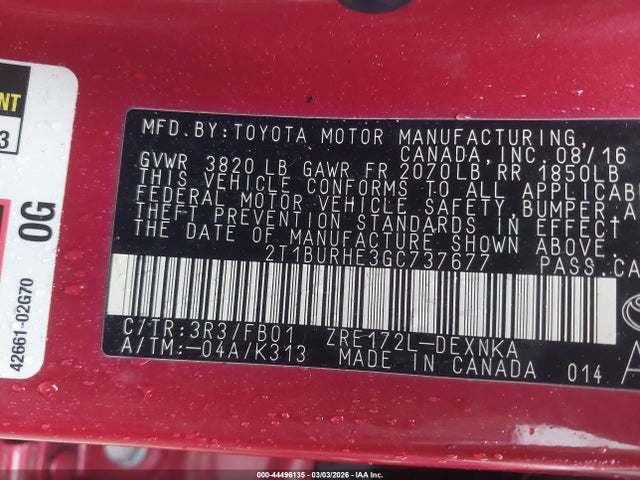 NT
3
0G
42661-02G70
MFD.BY:TOYOTA MOTOR MANUFACTURING,
CANADA,INC.08/16
GVWR 3820 LB GAWR FR 2070LB,RR 1850LB
THIS VEHICLE CONFORMS TO ALL APPLICAB
FEDERAL MOTOR VEHICLE SAFETY,BUMPER,A
THEFT PREVENTION STANDARDS IN EFFECT
THE DATE OF MANUFACTURE SHOWN ABOVE.
2T1BURHE3GC737677 PASS.CA
C/TR:3R3/FB01 ZRE172L-DEXNKA
A/TM:-04A/K313 MADE IN CANADA 014
A
000-44496135 - 03/03/2026 - IAA Inc.